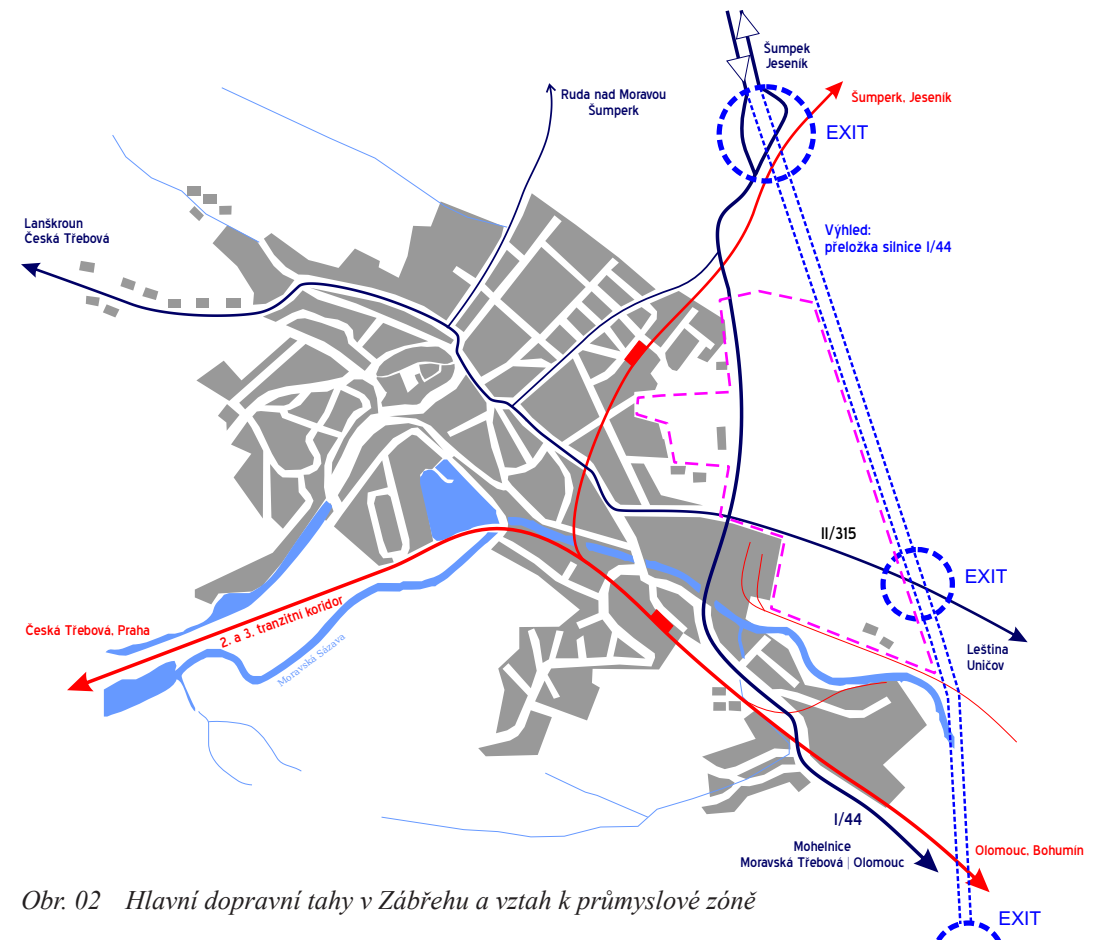 Šumpek
Jeseník
Ruda nad Moravou
Šumperk
Šumperk, Jeseník
EXIT
Lanškroun
Česká Třebová
Výhled:
přeložka silnice I/44
II/315
EXIT
Česká Třebová, Praha
2. a 3. tranzitní koridor
Moravská Sázava
Leština
Uničov
I/44
Mohelnice
Moravská Třebová | Olomouc
Olomouc, Bohumín
Obr. 02 Hlavní dopravní tahy v Zábřehu a vztah k průmyslové zóně
EXIT